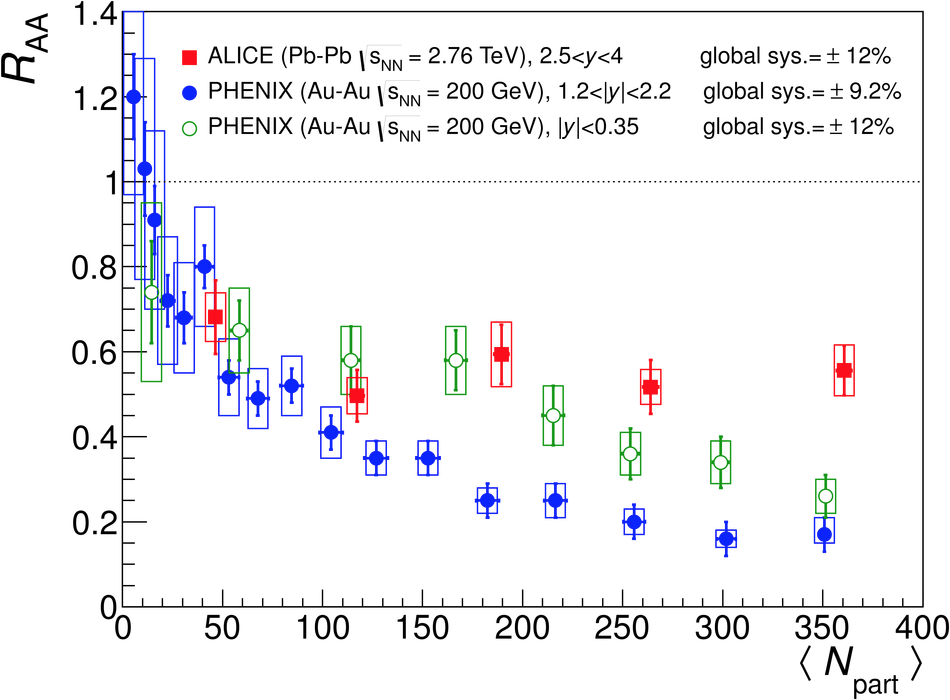 R_AA
1.4
ALICE (Pb-Pb √s_NN = 2.76 TeV), 2.5<y<4 global sys.= ± 12%
PHENIX (Au-Au √s_NN = 200 GeV), 1.2<|y|<2.2 global sys.= ± 9.2%
PHENIX (Au-Au √s_NN = 200 GeV), |y|<0.35 global sys.= ± 12%
1.2
1
0.8
0.6
0.4
0.2
0
0 50 100 150 200 250 300 350 400
⟨ N_part ⟩